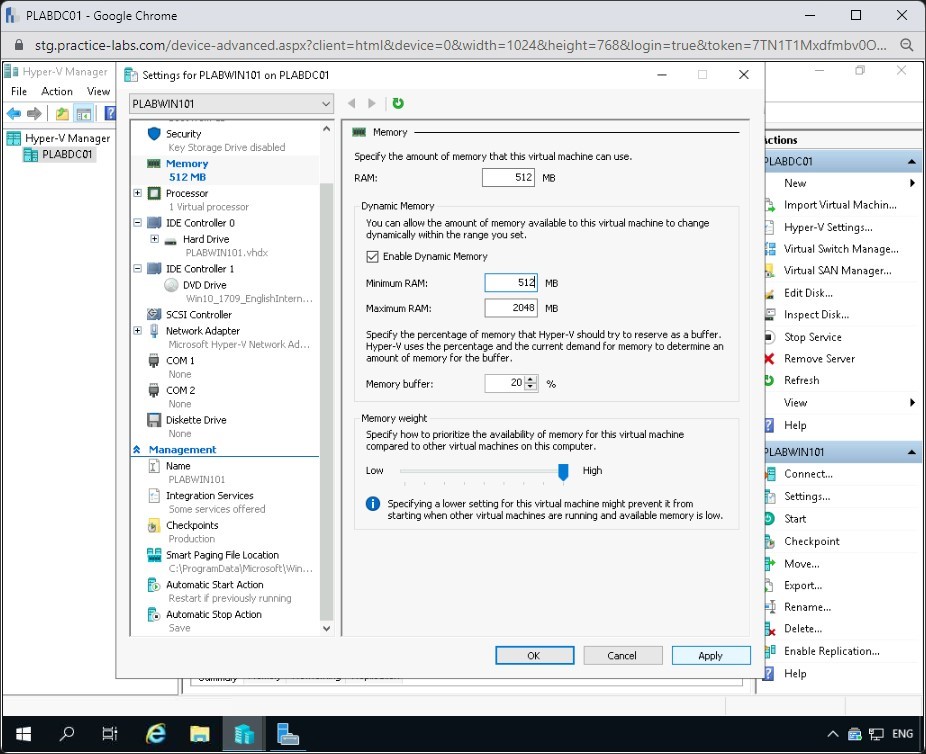 PLABDC01 - Google Chrome
stg.practice-labs.com/device-advanced.aspx?client=html&device=0&width=1024&height=768&login=true&token=7TN1T1Mxdfmbv0O...
Hyper-V Manager
Settings for PLABWIN101 on PLABDC01
File Action View
PLABWIN101
Hyper-V Manager
PLABDC01
Security
Key Storage Drive disabled
Memory
512 MB
Processor
1 Virtual processor
IDE Controller 0
Hard Drive
PLABWIN101.vhdx
IDE Controller 1
DVD Drive
Win10_1709_EnglishIntern...
SCSI Controller
Network Adapter
Microsoft Hyper-V Network Ad...
COM 1
None
COM 2
None
Diskette Drive
None
Management
Name
PLABWIN101
Integration Services
Some services offered
Checkpoints
Production
Smart Paging File Location
C:\ProgramData\Microsoft\Win...
Automatic Start Action
Restart if previously running
Automatic Stop Action
Save
Memory
Specify the amount of memory that this virtual machine can use.
RAM: 512 MB
Dynamic Memory
You can allow the amount of memory available to this virtual machine to change
dynamically within the range you set.
Enable Dynamic Memory
Minimum RAM: 512 MB
Maximum RAM: 2048 MB
Specify the percentage of memory that Hyper-V should try to reserve as a buffer.
Hyper-V uses the percentage and the current demand for memory to determine an
amount of memory for the buffer.
Memory buffer: 20 %
Memory weight
Specify how to prioritize the availability of memory for this virtual machine
compared to other virtual machines on this computer.
Low High
Specifying a lower setting for this virtual machine might prevent it from
starting when other virtual machines are running and available memory is low.
OK Cancel Apply
Actions
PLABDC01
New
Import Virtual Machin...
Hyper-V Settings...
Virtual Switch Manage...
Virtual SAN Manager...
Edit Disk...
Inspect Disk...
Stop Service
Remove Server
Refresh
View
Help
PLABWIN101
Connect...
Settings...
Start
Checkpoint
Move...
Export...
Rename...
Delete...
Enable Replication...
Help
ENG